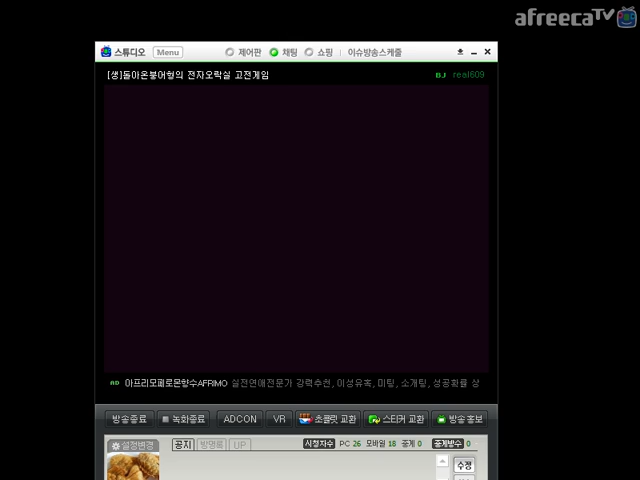 afreecaTV
스튜디오 Menu 제어판 채팅 쇼핑 이슈방송스케줄
[생]돌아온붕어형의 전자오락실 고전게임 BJ real609
AD 아프리모페로몬향수AFRIMO 실전연애전문가 강력추천, 이성유혹, 미팅, 소개팅, 성공확률 상
방송종료 녹화종료 ADCON VR 초콜릿 교환 스티커 교환 방송 홍보
설정변경 공지 방명록 UP 시청자수 PC 26 모바일 18 중계 0 중계방수 0
수정